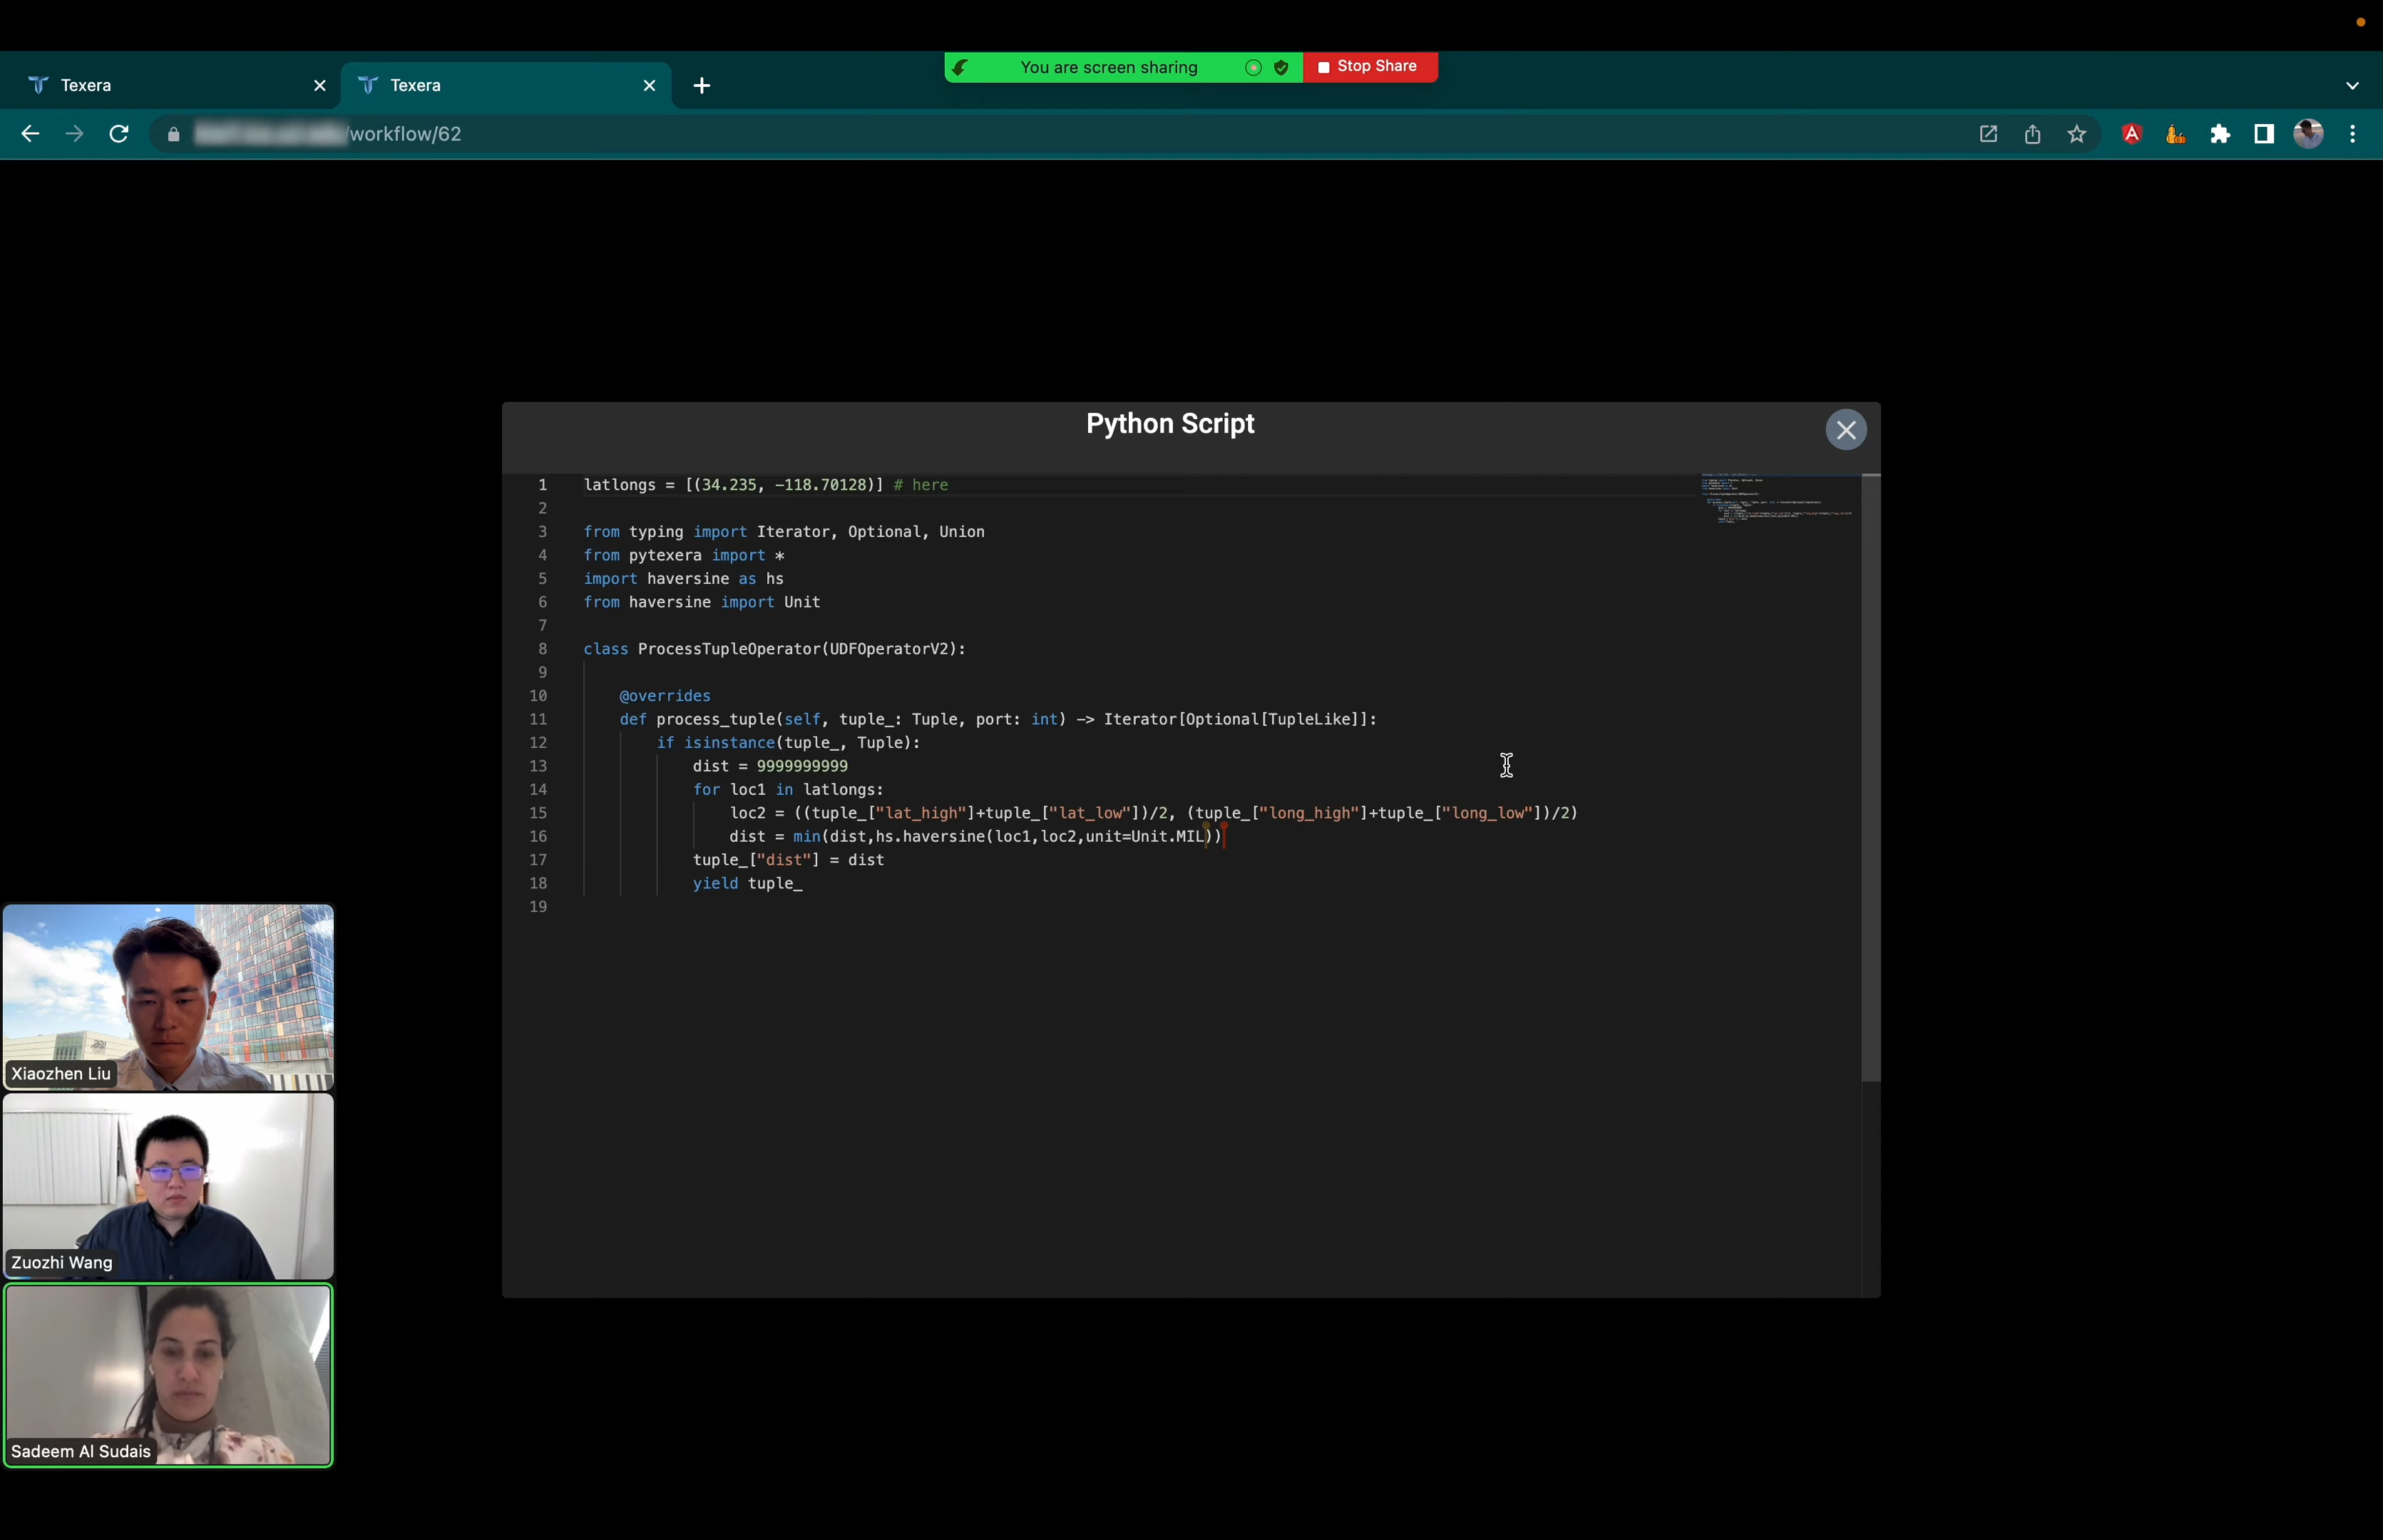 Texera
Texera
You are screen sharing
Stop Share
/workflow/62
Python Script
1 latlongs = [(34.235, -118.70128)] # here
2
3 from typing import Iterator, Optional, Union
4 from pytexera import *
5 import haversine as hs
6 from haversine import Unit
7
8 class ProcessTupleOperator(UDFOperatorV2):
9
10 @overrides
11 def process_tuple(self, tuple_: Tuple, port: int) -> Iterator[Optional[TupleLike]]:
12 if isinstance(tuple_, Tuple):
13 dist = 9999999999
14 for loc1 in latlongs:
15 loc2 = ((tuple_["lat_high"]+tuple_["lat_low"])/2, (tuple_["long_high"]+tuple_["long_low"])/2)
16 dist = min(dist,hs.haversine(loc1,loc2,unit=Unit.MIL))
17 tuple_["dist"] = dist
18 yield tuple_
19
Xiaozhen Liu
Zuozhi Wang
Sadeem Al Sudais